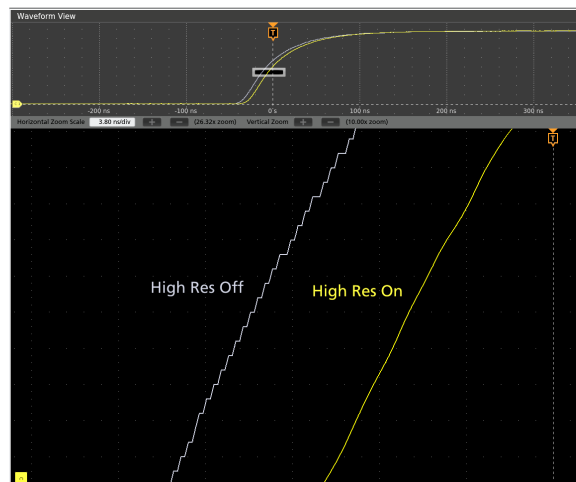 Waveform View
T
-200 ns -100 ns 0 s 100 ns 200 ns 300 ns
Horizontal Zoom Scale 3.80 ns/div + − (26.32x zoom) Vertical Zoom + − (10.00x zoom)
T
High Res Off
High Res On